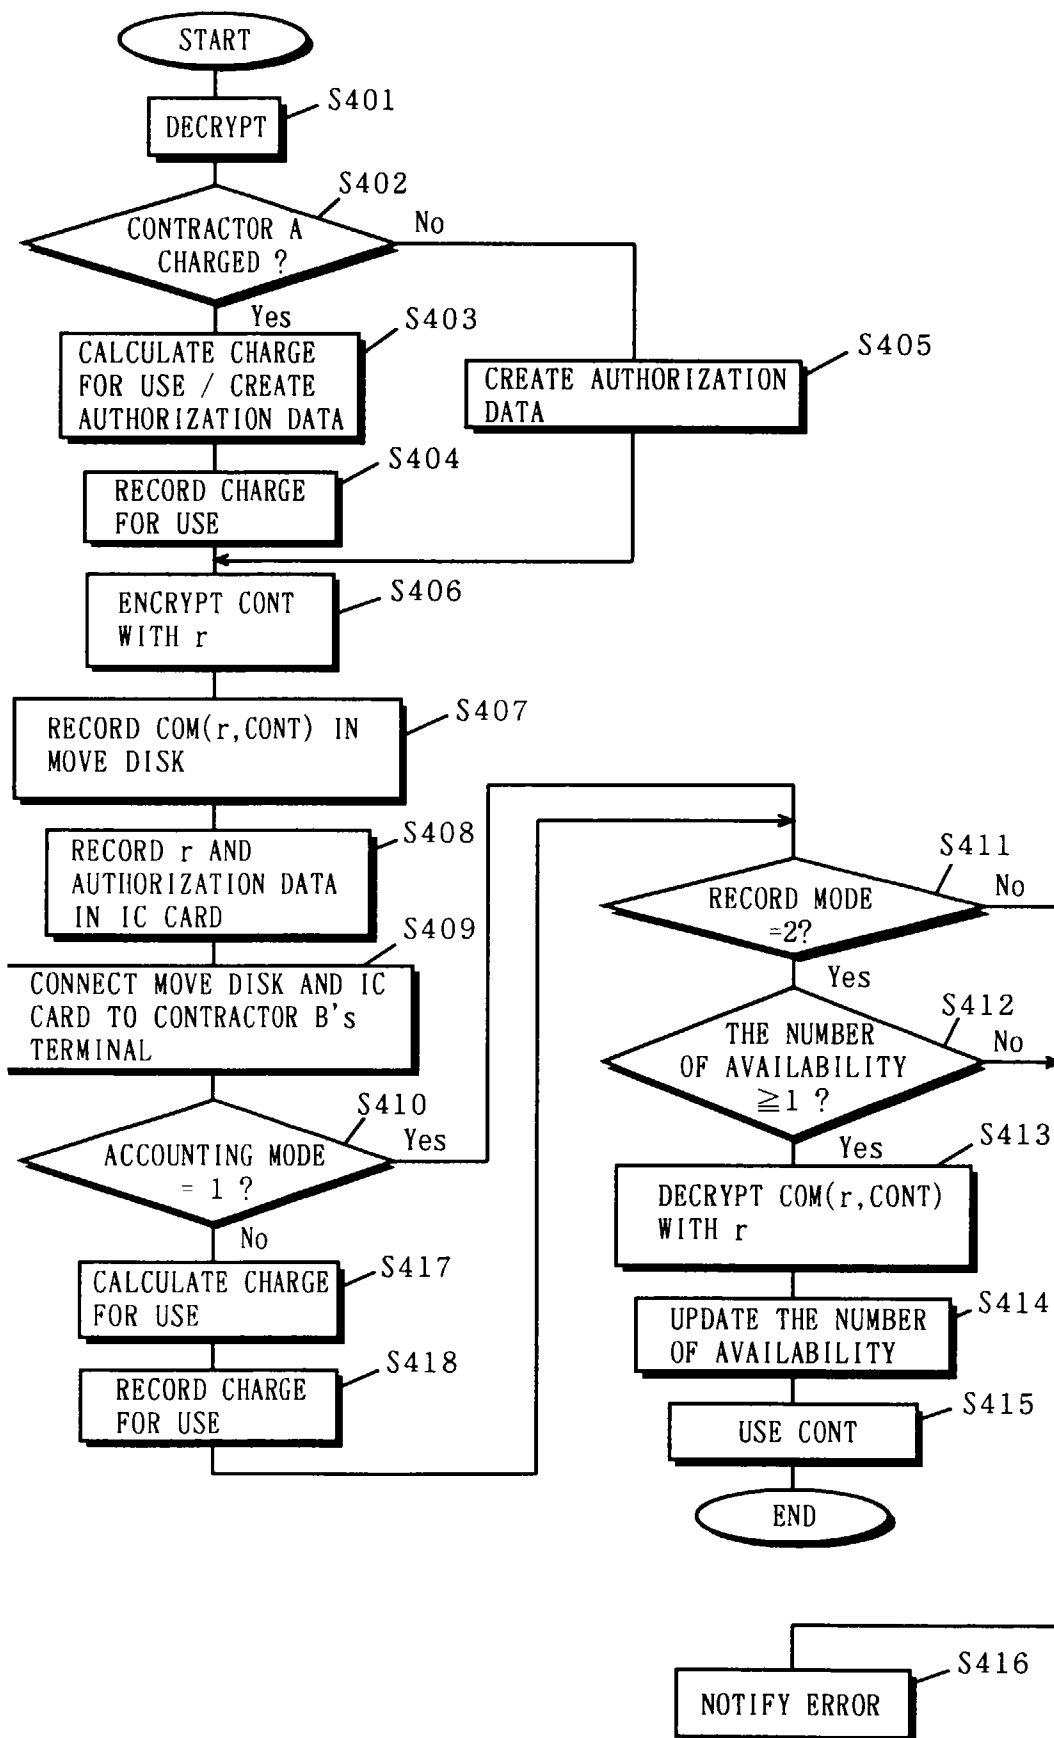 START
S401
DECRYPT
S402
CONTRACTOR A
CHARGED ?
No
Yes
S403
CALCULATE CHARGE
FOR USE / CREATE
AUTHORIZATION DATA
S405
CREATE AUTHORIZATION
DATA
S404
RECORD CHARGE
FOR USE
S406
ENCRYPT CONT
WITH r
S407
RECORD COM(r,CONT) IN
MOVE DISK
S408
RECORD r AND
AUTHORIZATION DATA
IN IC CARD
S409
CONNECT MOVE DISK AND IC
CARD TO CONTRACTOR B's
TERMINAL
S410
ACCOUNTING MODE
= 1 ?
Yes
No
S417
CALCULATE CHARGE
FOR USE
S418
RECORD CHARGE
FOR USE
S411
RECORD MODE
=2?
No
Yes
S412
THE NUMBER
OF AVAILABILITY
≧1 ?
No
Yes
S413
DECRYPT COM(r,CONT)
WITH r
S414
UPDATE THE NUMBER
OF AVAILABILITY
S415
USE CONT
END
S416
NOTIFY ERROR